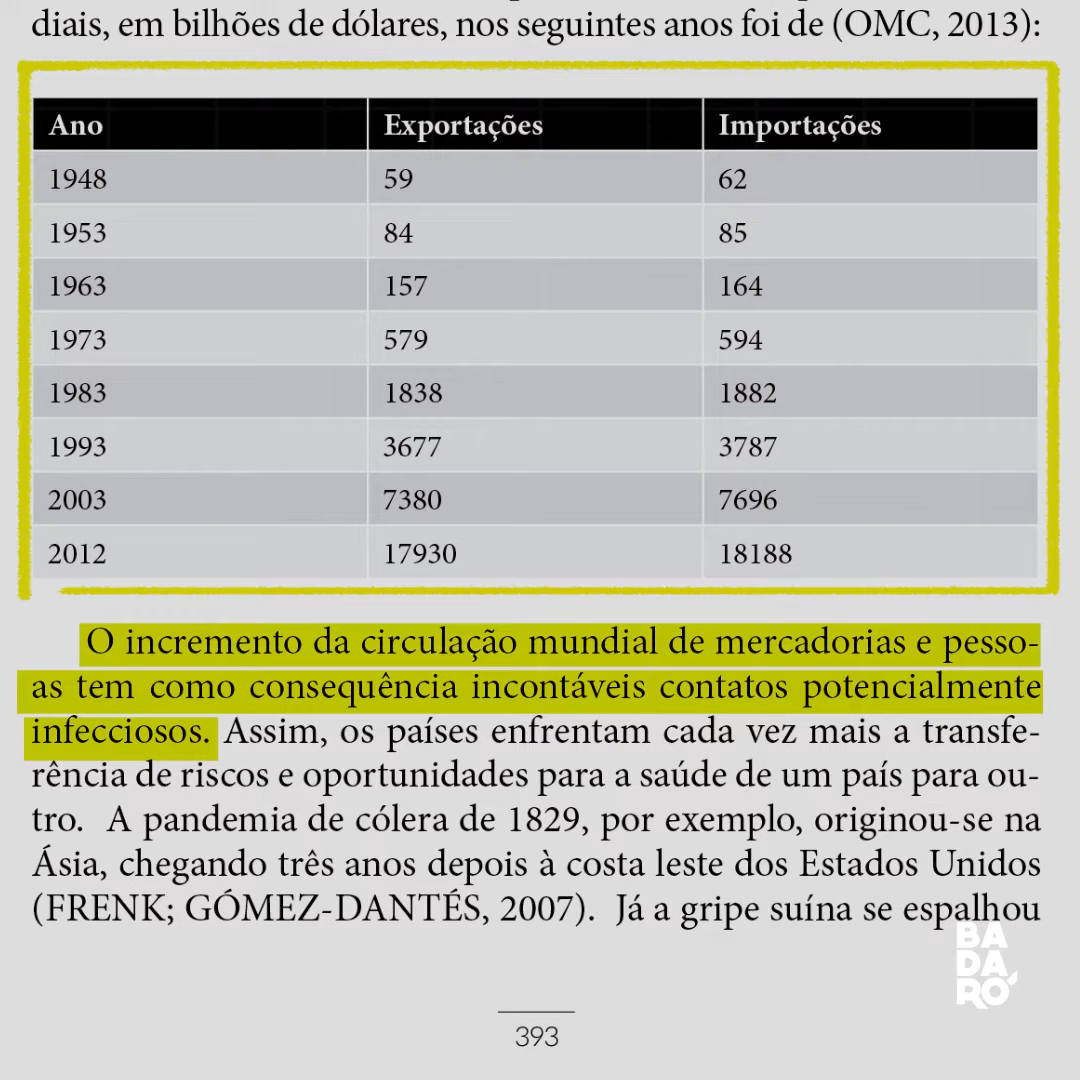 diais, em bilhões de dólares, nos seguintes anos foi de (OMC, 2013):
Ano Exportações Importações
1948 59 62
1953 84 85
1963 157 164
1973 579 594
1983 1838 1882
1993 3677 3787
2003 7380 7696
2012 17930 18188
O incremento da circulação mundial de mercadorias e pesso-
as tem como consequência incontáveis contatos potencialmente
infecciosos. Assim, os países enfrentam cada vez mais a transfe-
rência de riscos e oportunidades para a saúde de um país para ou-
tro. A pandemia de cólera de 1829, por exemplo, originou-se na
Ásia, chegando três anos depois à costa leste dos Estados Unidos
(FRENK; GÓMEZ-DANTÉS, 2007). Já a gripe suína se espalhou
BA
DA
RÓ
393